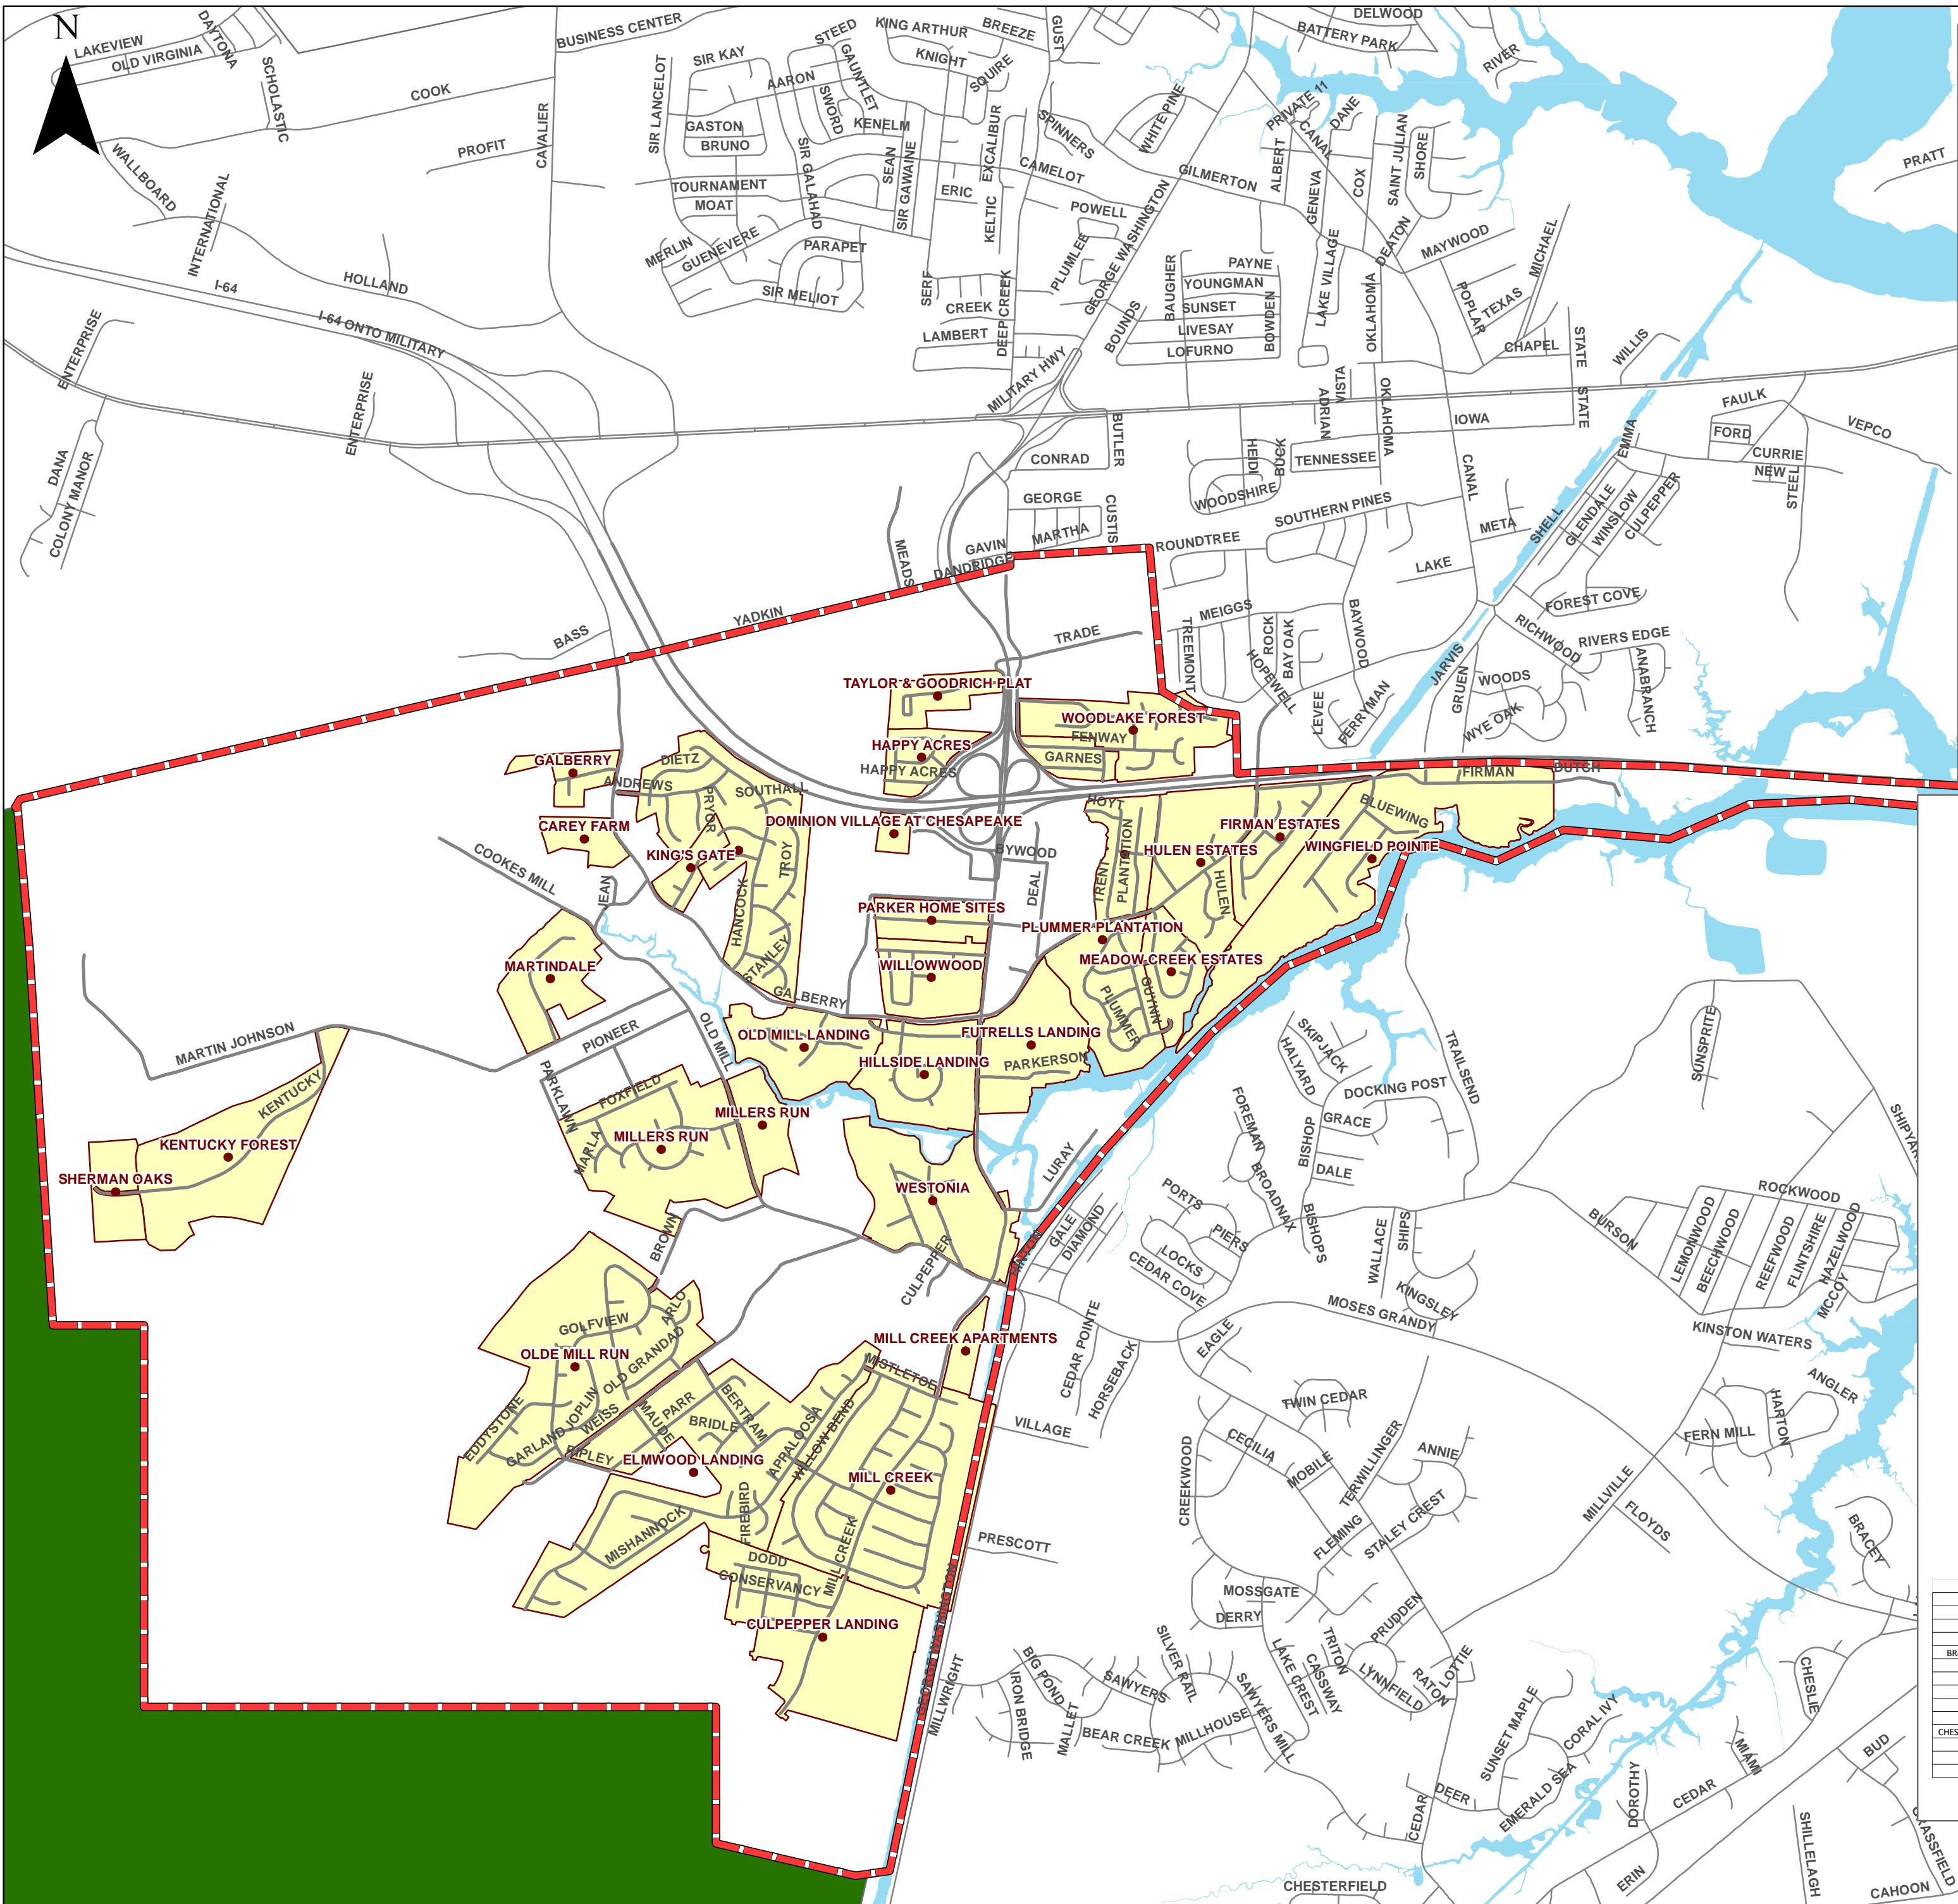 N
LAKEVIEW
OLD VIRGINIA
DAYTONA
SCHOLASTIC
COOK
BUSINESS CENTER
CAVALIER
PROFIT
WALLBOARD
INTERNATIONAL
HOLLAND
I-64
I-64 ONTO MILITARY
ENTERPRISE
ENTERPRISE
DANA
COLONY MANOR
SIR LANCELOT
SIR KAY
STEED
AARON
GAUNTLET
SWORD
KING ARTHUR
BREEZE
KNIGHT
SQUIRE
GUST
GASTON
BRUNO
KENELM
SIR GALAHAD
SEAN
SIR GAWAINE
EXCALIBUR
ERIC
KELTIC
TOURNAMENT
MOAT
MERLIN
GUENEVERE
PARAPET
SIR MELIOT
SERF
CREEK
LAMBERT
DEEP CREEK
SPINNERS
CAMELOT
WHITE PINE
POWELL
PLUMLEE
GEORGE WASHINGTON
GILMERTON
MILITARY HWY
BOUNDS
DELWOOD
BATTERY PARK
RIVER
PRIVATE 11
CANAL
DANE
ALBERT
GENEVA
COX
SAINT JULIAN
SHORE
DEATON
MAYWOOD
MICHAEL
POPLAR
TEXAS
CHAPEL
PRATT
BAUGHER
PAYNE
YOUNGMAN
SUNSET
LIVESAY
LOFURNO
BOWDEN
LAKE VILLAGE
OKLAHOMA
STATE
STATE
WILLIS
ADRIAN
VISTA
OKLAHOMA
IOWA
BUTLER
CONRAD
GEORGE
MARTHA
CUSTIS
GAVIN
DANDRIDGE
MEADS
HEIDI
BUCK
TENNESSEE
WOODSHIRE
SOUTHERN PINES
CANAL
META
LAKE
ROUNDTREE
EMMA
FAULK
FORD
CURRIE
NEW
STEEL
VEPCO
SHELL
GLENDALE
WINSLOW
CULPEPPER
FOREST COVE
RICHWOOD
RIVERS EDGE
ANABRANCH
JARVIS
GRUEN
WOODS
WYE OAK
YADKIN
BASS
TRADE
TREMONT
MEIGGS
ROCK
BAY OAK
HOPEWELL
BAYWOOD
LEVEE
FERRYMAN
TAYLOR & GOODRICH PLAT
WOODLAKE FOREST
FENWAY
GARNES
HAPPY ACRES
HAPPY ACRES
GALBERRY
ANDREWS
DIETZ
SOUTHALL
PRYOR
CAREY FARM
KING'S GATE
TROY
HANCOCK
STANLEY
DOMINION VILLAGE AT CHESAPEAKE
BYWOOD
DEAL
HOYT
TRENT
PLANTATION
HULEN ESTATES
HULEN
FIRMAN ESTATES
WINGFIELD POINTE
BLUEWING
FIRMAN
DUTCH
COOKES MILL
JEAN
MARTINDALE
PARKER HOME SITES
WILLOWWOOD
GALBERRY
PLUMMER PLANTATION
MEADOW CREEK ESTATES
PLUMMER
GUYNN
MARTIN JOHNSON
PIONEER
OLD MILL
OLD MILL LANDING
FUTRELLS LANDING
HILLSIDE LANDING
PARKERSON
KENTUCKY
KENTUCKY FOREST
SHERMAN OAKS
PARKLAWN
FOXFIELD
MARLA
MILLERS RUN
MILLERS RUN
WESTONIA
CULPEPPER
LURAY
HINTON
GALE
DIAMOND
BROWN
SKIPJACK
HALYARD
DOCKING POST
TRAILSEND
GRACE
FOREMAN
BISHOP
DALE
BROADNAX
BISHOPS
PORTS
PIERS
LOCKS
CEDAR COVE
WALLACE
SHIPS
KINGSLEY
MOSES GRANDY
SUNSPRITE
ROCKWOOD
BURSON
LEMONWOOD
BEECHWOOD
REEFWOOD
FLINTSHIRE
HAZELWOOD
MCCOY
KINSTON WATERS
ANGLER
HARTON
FERN MILL
GOLFVIEW
ARLO
OLDE MILL RUN
OLD GRANDAD
EDDYSTONE
GARLAND
JOPLIN
WEISS
RIPLEY
MAUDE
PARR
BRIDLE
BERTRAM
APPALOOSA
WILLOW BEND
ELMWOOD LANDING
FIREBIRD
MISHANNOCK
MISTLETOE
MILL CREEK APARTMENTS
MILL CREEK
MILL CREEK
DODD
CONSERVANCY
CULPEPPER LANDING
GEORGE WASHINGTON
CEDAR POINTE
HORSEBACK
VILLAGE
PRESCOTT
EAGLE
TWIN CEDAR
CREEKWOOD
CECILIA
MOBILE
TERWILLINGER
ANNIE
FLEMING
STALEY CREST
MILLVILLE
FLOYDS
BRACEY
MOSSGATE
DERRY
PRUDDEN
TRITON
CASSWAY
LAKE CREST
LYNNFIELD
RATON
LOTTIE
MILLWRIGHT
BIG POND
IRON BRIDGE
MALLET
SAWYERS
SILVER RAIL
BEAR CREEK
MILLHOUSE
SAWYERS MILL
SUNSET MAPLE
CORAL IVY
EMERALD SEA
DEER
CEDAR
DOROTHY
CEDAR
MIAMI
CHESLIE
BUD
ERIN
SHILLELAGH
CAHOON
CHESTERFIELD
BR
CHES